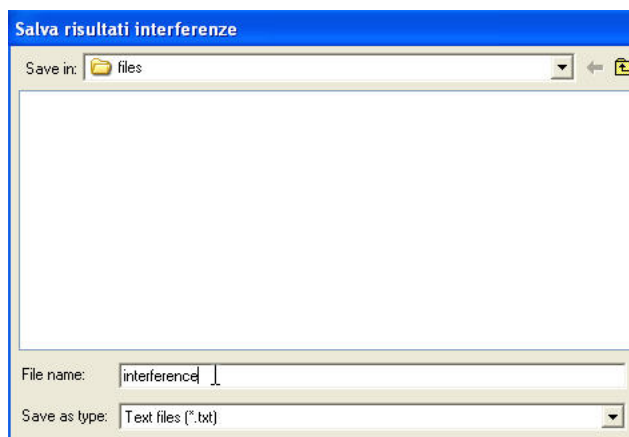 Salva risultati interferenze
Save in: files
File name: interference
Save as type: Text files (*.txt)